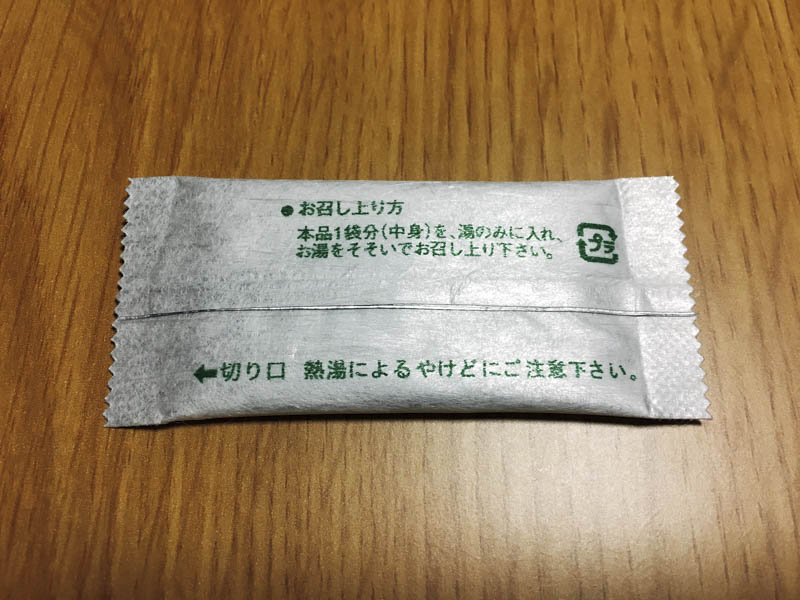 ●お召し上り方
本品1袋分(中身)を、湯のみに入れ、
お湯をそそいでお召し上り下さい。
プラ
←切り口 熱湯によるやけどにご注意下さい。